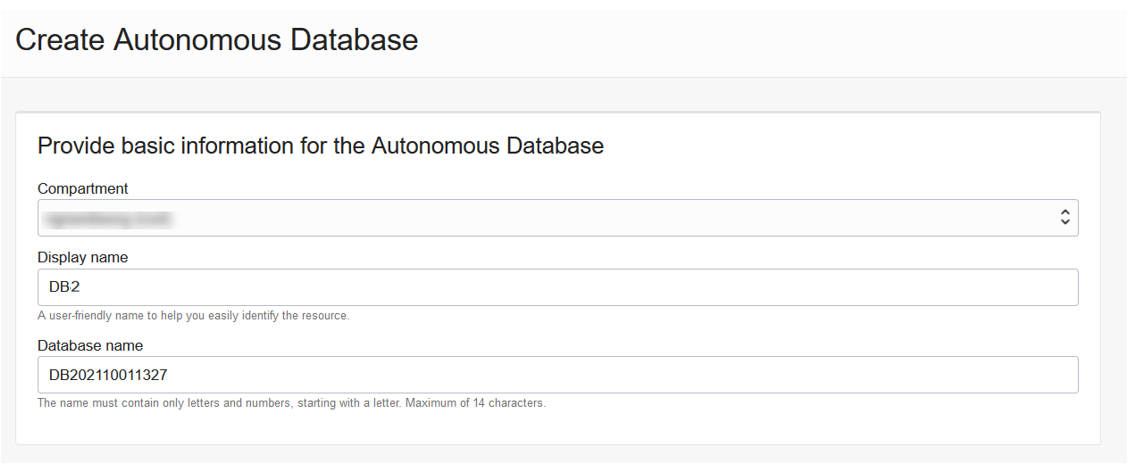 Create Autonomous Database
Provide basic information for the Autonomous Database
Compartment
Display name
DB2
A user-friendly name to help you easily identify the resource.
Database name
DB202110011327
The name must contain only letters and numbers, starting with a letter. Maximum of 14 characters.